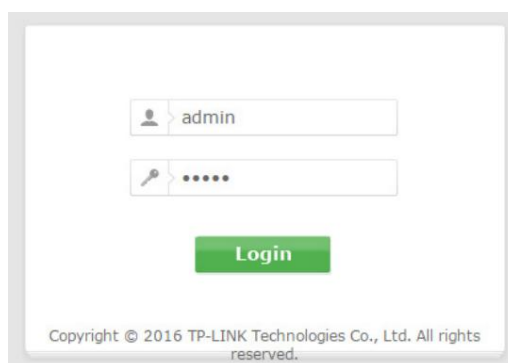 admin
•••••
Login
Copyright © 2016 TP-LINK Technologies Co., Ltd. All rights
reserved.